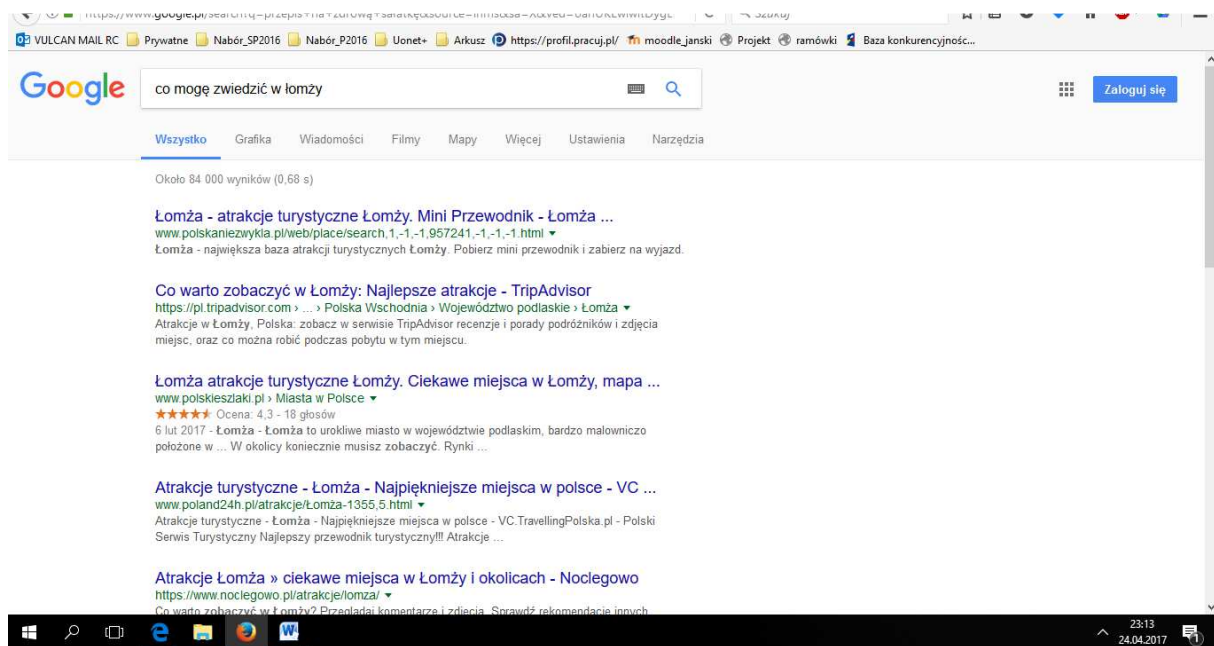 VULCAN MAIL RC Prywatne Nabór_SP2016 Nabór_P2016 Uonet+ Arkusz https://profil.pracuj.pl/ moodle_janski Projekt ramówki Baza konkurencyjnośc...
Google co mogę zwiedzić w łomży Zaloguj się
Wszystko Grafika Wiadomości Filmy Mapy Więcej Ustawienia Narzędzia
Około 84 000 wyników (0,68 s)
Łomża - atrakcje turystyczne Łomży. Mini Przewodnik - Łomża ...
www.polskaniezwykla.pl/web/place/search,1,-1,-1,957241,-1,-1,-1.html
Łomża - największa baza atrakcji turystycznych Łomży. Pobierz mini przewodnik i zabierz na wyjazd.
Co warto zobaczyć w Łomży: Najlepsze atrakcje - TripAdvisor
https://pl.tripadvisor.com › ... › Polska Wschodnia › Województwo podlaskie › Łomża
Atrakcje w Łomży, Polska: zobacz w serwisie TripAdvisor recenzje i porady podróżników i zdjęcia
miejsc, oraz co można robić podczas pobytu w tym miejscu.
Łomża atrakcje turystyczne Łomży. Ciekawe miejsca w Łomży, mapa ...
www.polskieszlaki.pl › Miasta w Polsce
Ocena: 4,3 - 18 głosów
6 lut 2017 - Łomża - Łomża to urokliwe miasto w województwie podlaskim, bardzo malowniczo
położone w ... W okolicy koniecznie musisz zobaczyć. Rynki ...
Atrakcje turystyczne - Łomża - Najpiękniejsze miejsca w polsce - VC ...
www.poland24h.pl/atrakcje/Łomża-1355,5.html
Atrakcje turystyczne - Łomża - Najpiękniejsze miejsca w polsce - VC.TravellingPolska.pl - Polski
Serwis Turystyczny Najlepszy przewodnik turystyczny!!! Atrakcje ...
Atrakcje Łomża » ciekawe miejsca w Łomży i okolicach - Noclegowo
https://www.noclegowo.pl/atrakcje/lomza/
Co warto zobaczyć w Łomży? Przeglądaj komentarze i zdjęcia. Sprawdź rekomendacje innych
23:13
24.04.2017